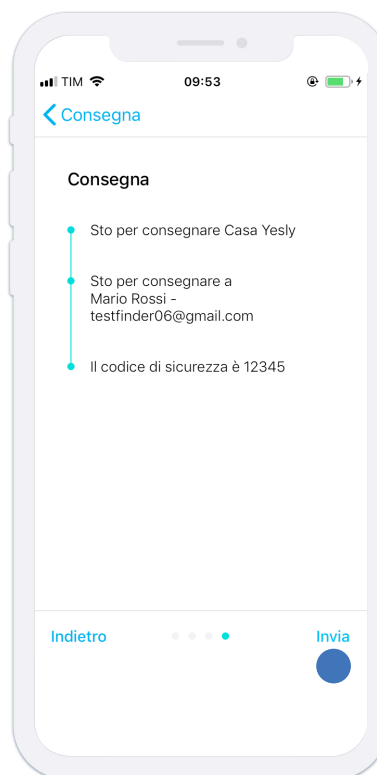 TIM 09:53
Consegna
Consegna
Sto per consegnare Casa Yesly
Sto per consegnare a
Mario Rossi -
testfinder06@gmail.com
Il codice di sicurezza è 12345
Indietro Invia